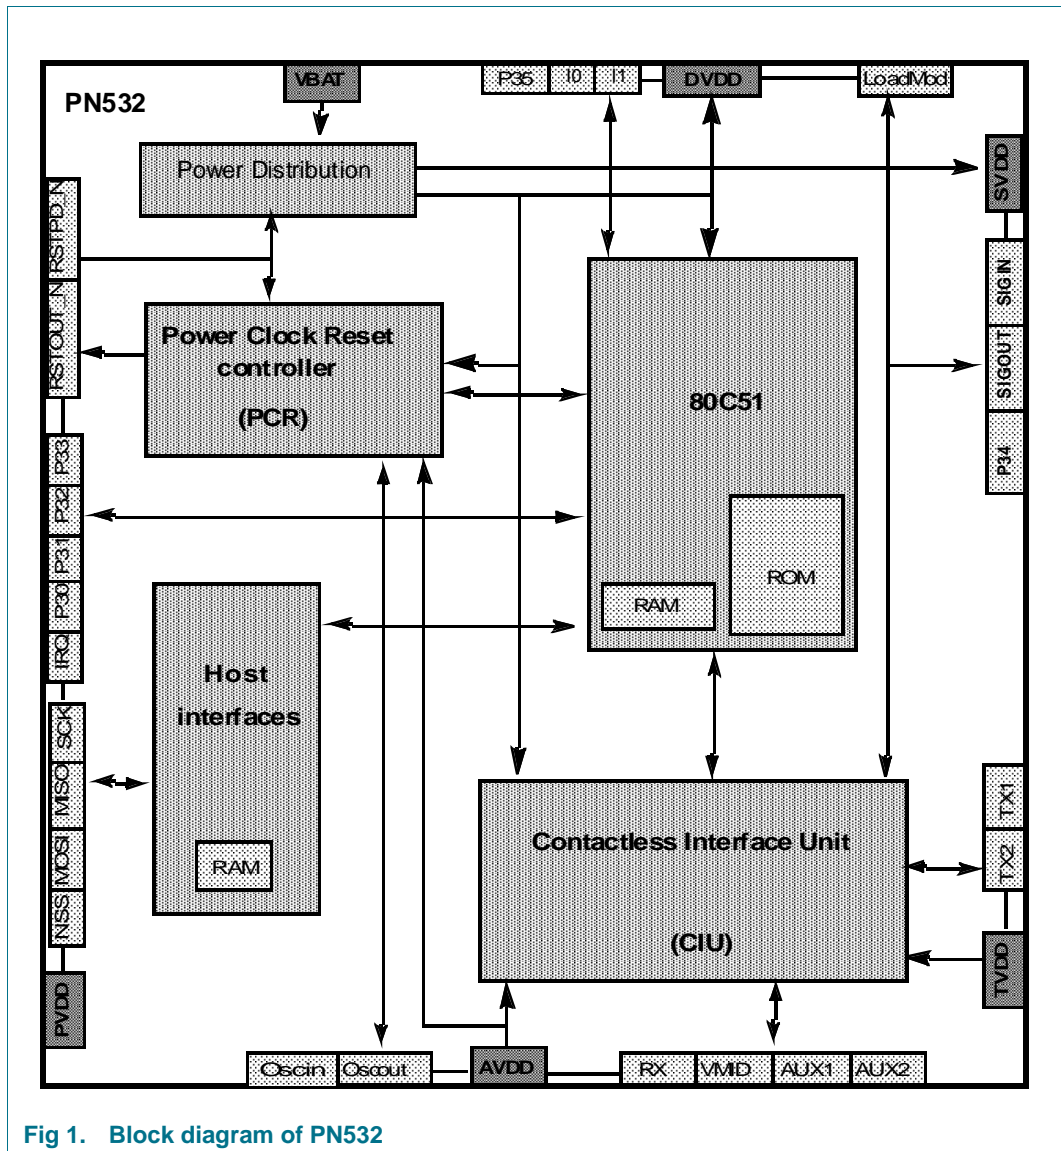 VBAT
P35
I0
I1
DVDD
LoadMod
PN532
Power Distribution
SVDD
RSTPD_N
RSTOUT_N
SIGIN
SIGOUT
P34
Power Clock Reset
controller
(PCR)
80C51
ROM
RAM
P33
P32
P31
P30
IRQ
Host
interfaces
RAM
SCK
MISO
MOSI
NSS
PVDD
Contactless Interface Unit
(CIU)
TX1
TX2
TVDD
Oscin
Oscout
AVDD
RX
VMID
AUX1
AUX2
Fig 1. Block diagram of PN532